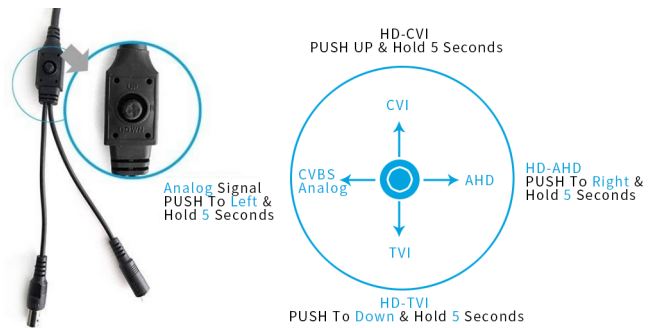 HD-CVI
PUSH UP & Hold 5 Seconds
UP
DOWN
CVI
CVBS
Analog
AHD
TVI
Analog Signal
PUSH To Left &
Hold 5 Seconds
HD-AHD
PUSH To Right &
Hold 5 Seconds
HD-TVI
PUSH To Down & Hold 5 Seconds